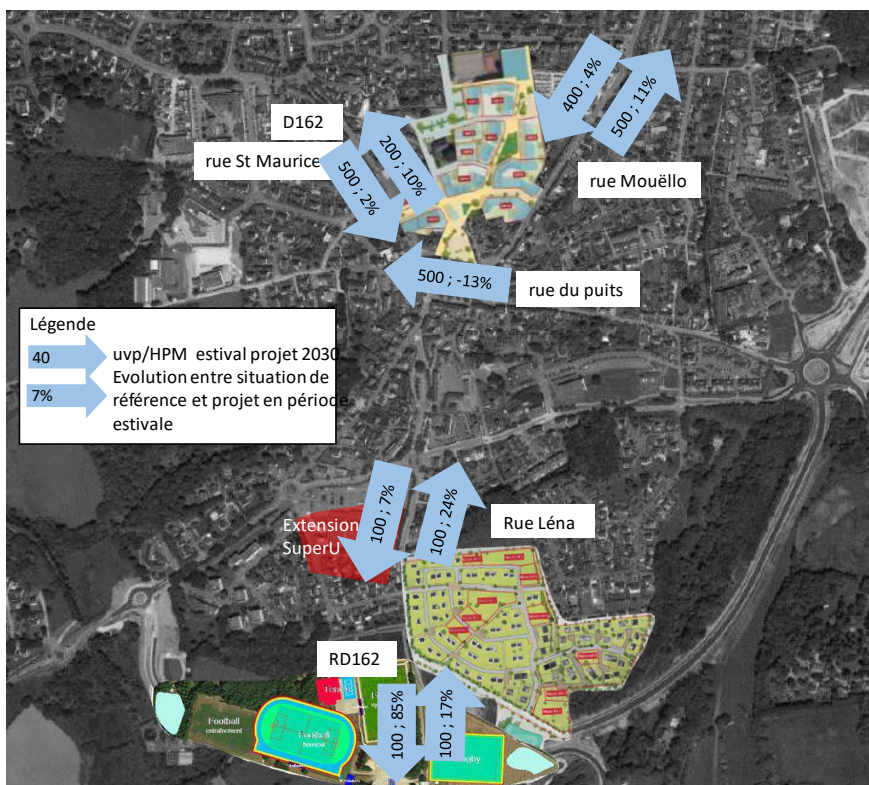 D162
rue St Maurice
200 ; 10%
500 ; 2%
400 ; 4%
500 ; 11%
rue Mouëllo
500 ; -13%
rue du puits
Légende
40
uvp/HPM estival projet 2030
7%
Evolution entre situation de
référence et projet en période
estivale
100 ; 7%
100 ; 24%
Rue Léna
Extension
SuperU
RD162
100 ; 85%
100 ; 17%
Football
entraînement
Football
honneur